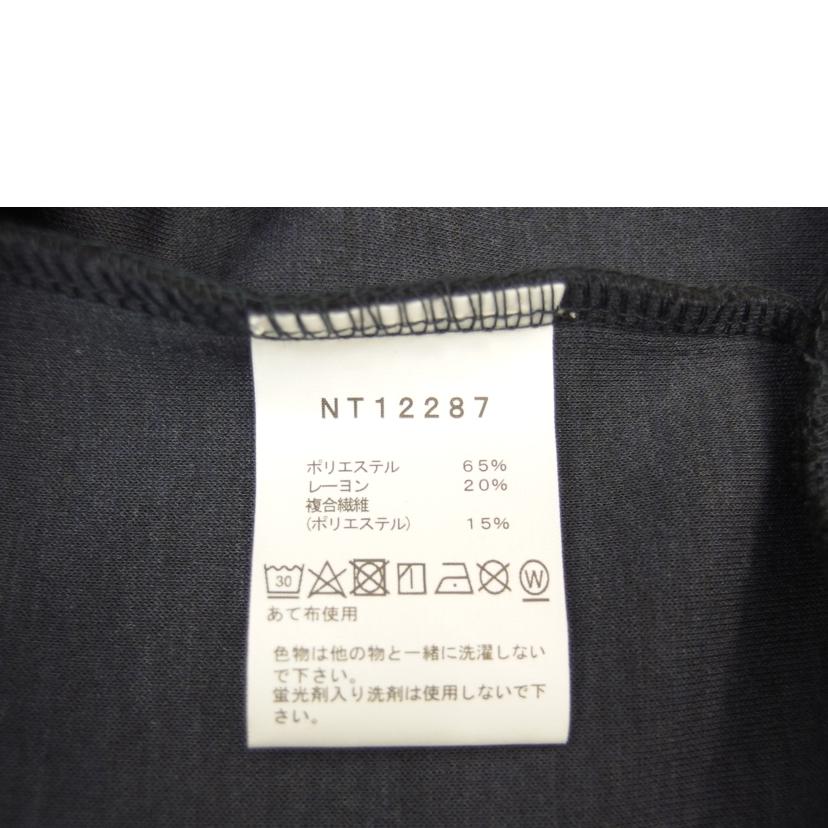 NT12287
ポリエステル 65%
レーヨン 20%
複合繊維
(ポリエステル) 15%
30 W
あて布使用
色物は他の物と一緒に洗濯しない
で下さい。
蛍光剤入り洗剤は使用しないで下
さい。